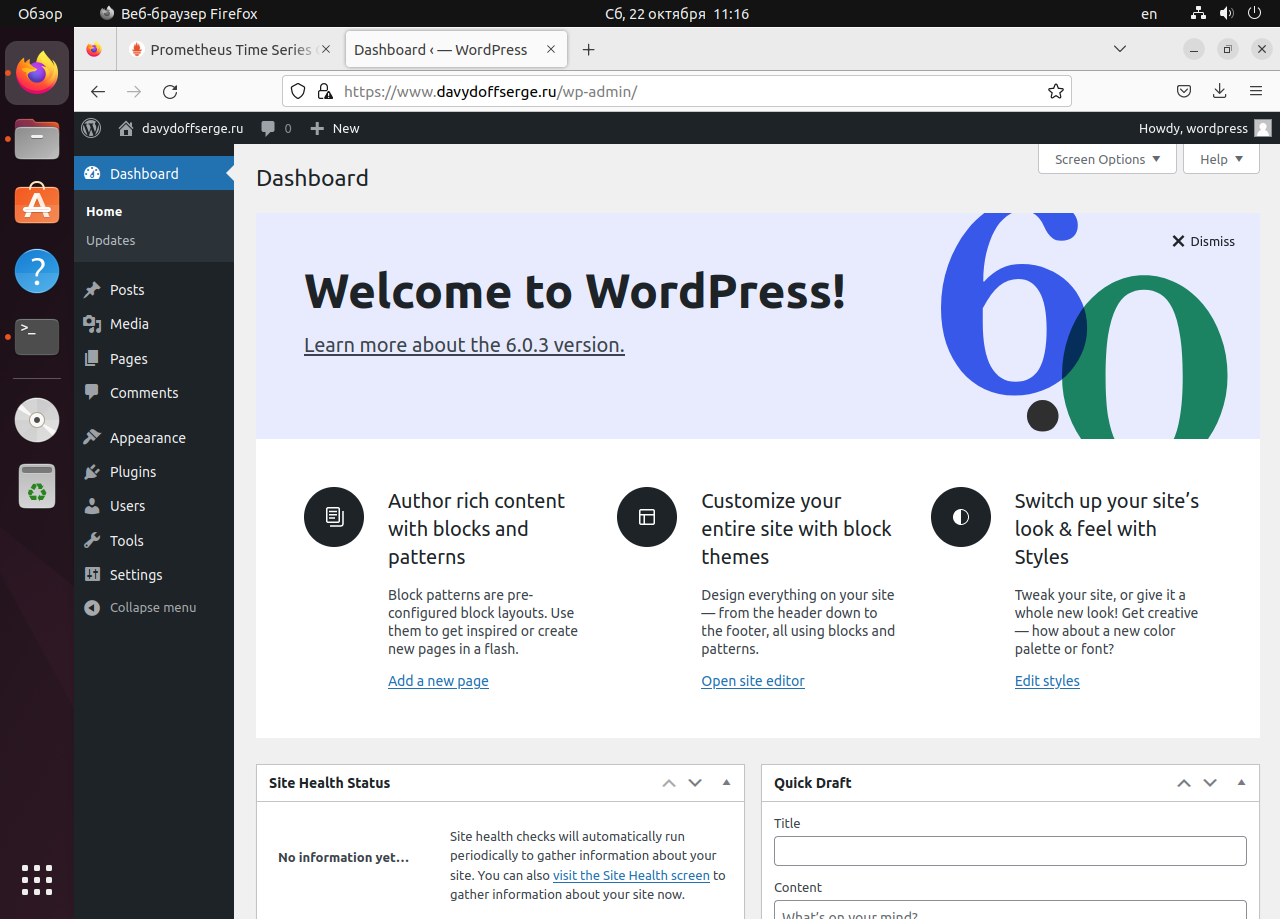 Обзор
Веб-браузер Firefox
Сб, 22 октября 11:16
en
Prometheus Time Series
Dashboard ‹ — WordPress
https://www.davydoffserge.ru/wp-admin/
davydoffserge.ru
0
New
Howdy, wordpress
Dashboard
Home
Updates
Posts
Media
Pages
Comments
Appearance
Plugins
Users
Tools
Settings
Collapse menu
Screen Options
Help
Dashboard
Dismiss
Welcome to WordPress!
Learn more about the 6.0.3 version.
6.0
Author rich content
with blocks and
patterns
Block patterns are pre-
configured block layouts. Use
them to get inspired or create
new pages in a flash.
Add a new page
Customize your
entire site with block
themes
Design everything on your site
— from the header down to
the footer, all using blocks and
patterns.
Open site editor
Switch up your site’s
look & feel with
Styles
Tweak your site, or give it a
whole new look! Get creative
— how about a new color
palette or font?
Edit styles
Site Health Status
No information yet…
Site health checks will automatically run
periodically to gather information about your
site. You can also visit the Site Health screen to
gather information about your site now.
Quick Draft
Title
Content
What’s on your mind?